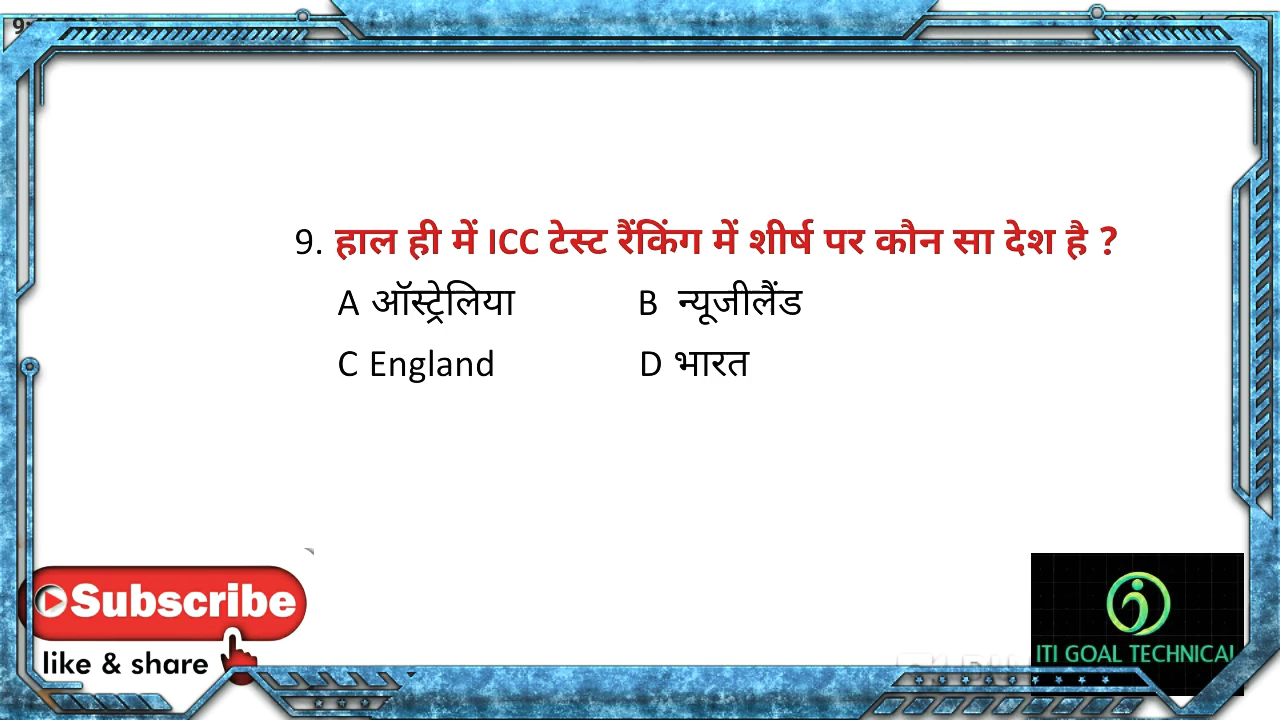 9. हाल ही में ICC टेस्ट रैंकिंग में शीर्ष पर कौन सा देश है ?
A ऑस्ट्रेलिया B न्यूजीलैंड
C England D भारत
Subscribe
like & share
ITI GOAL TECHNICAL